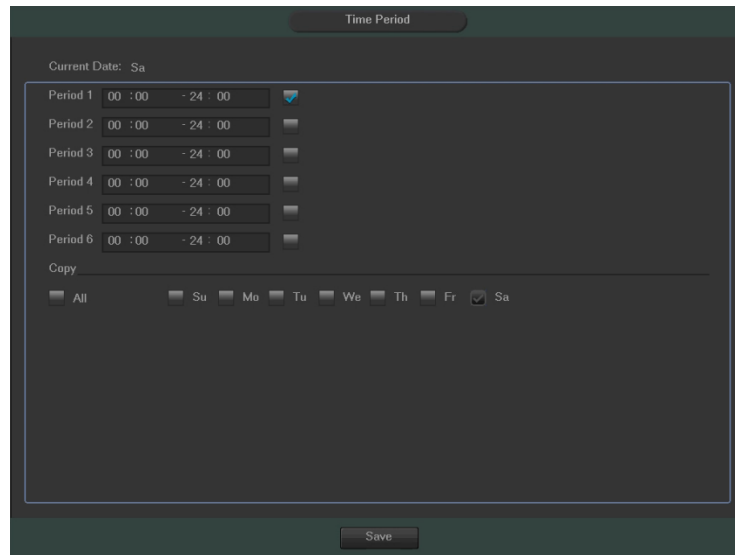 Time Period
Current Date: Sa
Period 1 00 :00 - 24 : 00
Period 2 00 :00 - 24 : 00
Period 3 00 :00 - 24 : 00
Period 4 00 :00 - 24 : 00
Period 5 00 :00 - 24 : 00
Period 6 00 :00 - 24 : 00
Copy
All Su Mo Tu We Th Fr Sa
Save